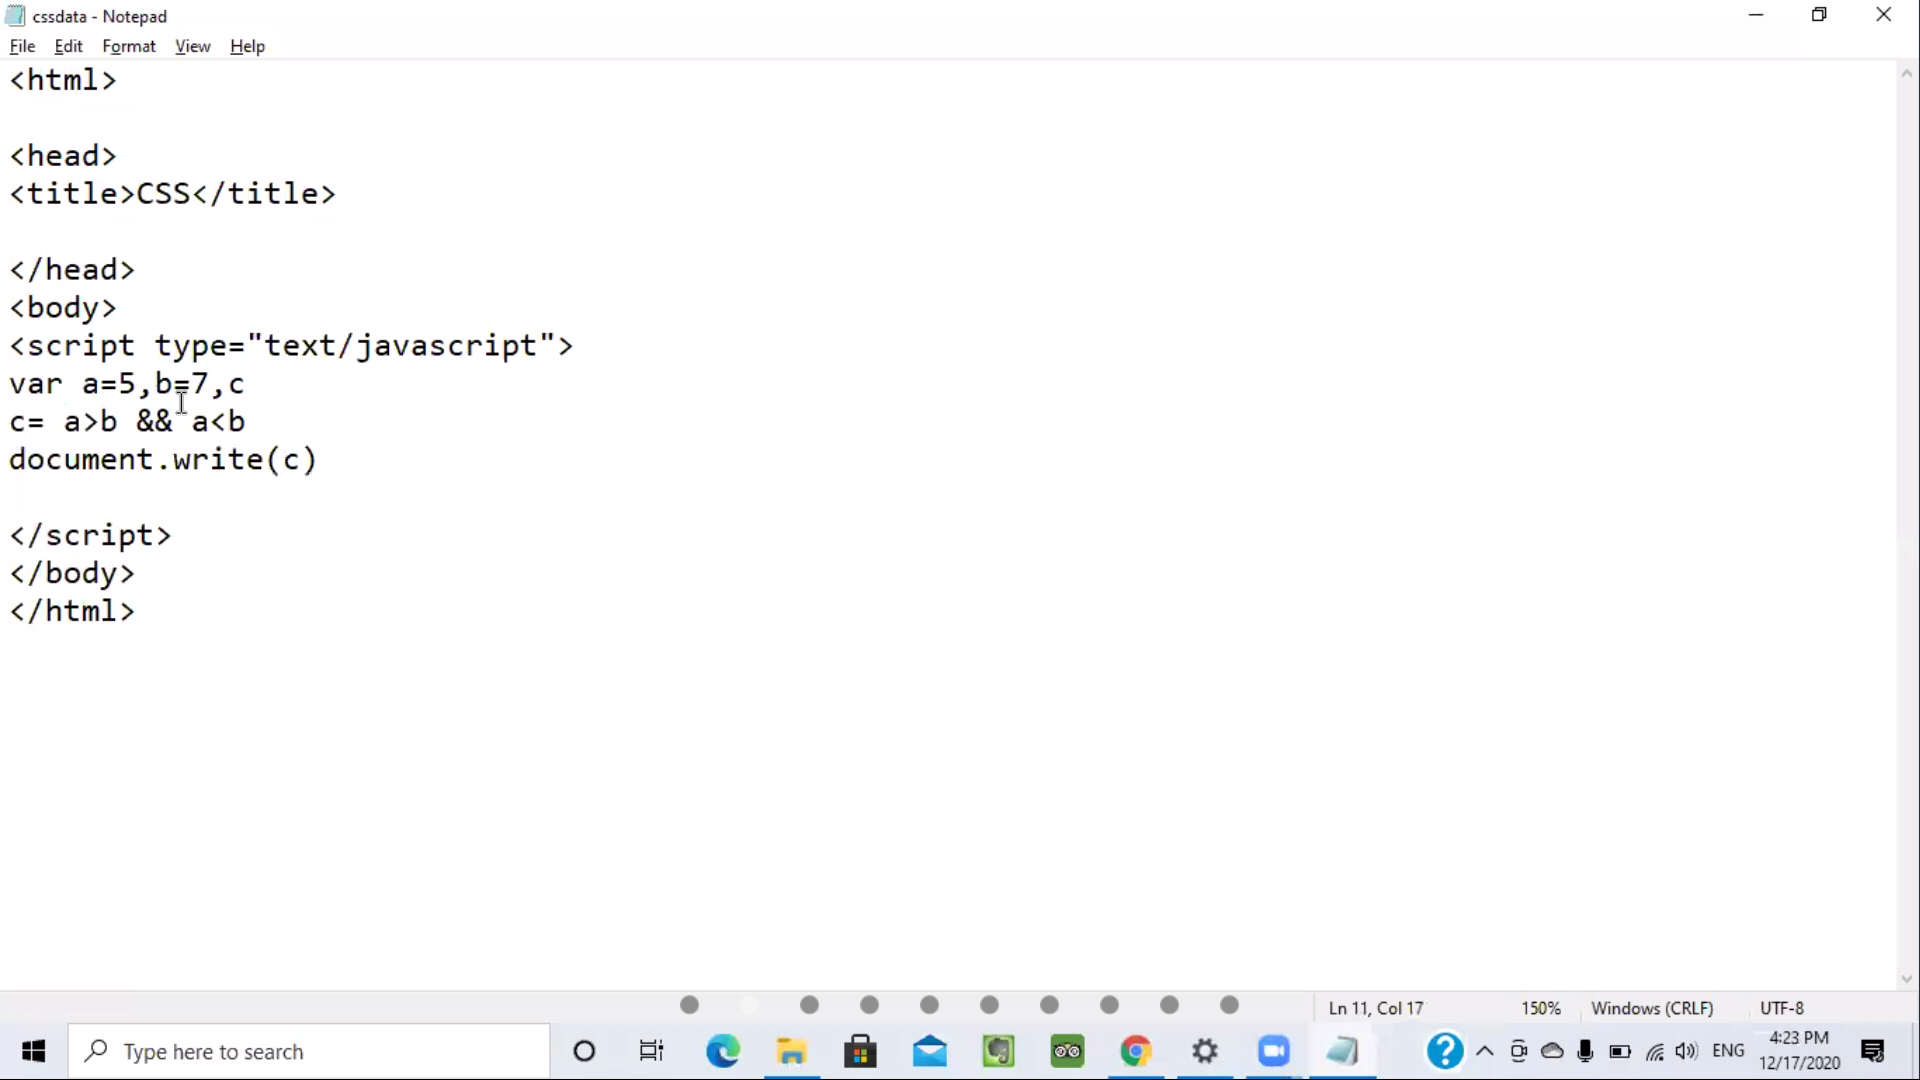 cssdata - Notepad
File Edit Format View Help
<html>
<head>
<title>CSS</title>
</head>
<body>
<script type="text/javascript">
var a=5,b=7,c
c= a>b && a<b
document.write(c)
</script>
</body>
</html>
Ln 11, Col 17 150% Windows (CRLF) UTF-8
Type here to search ENG 4:23 PM
12/17/2020